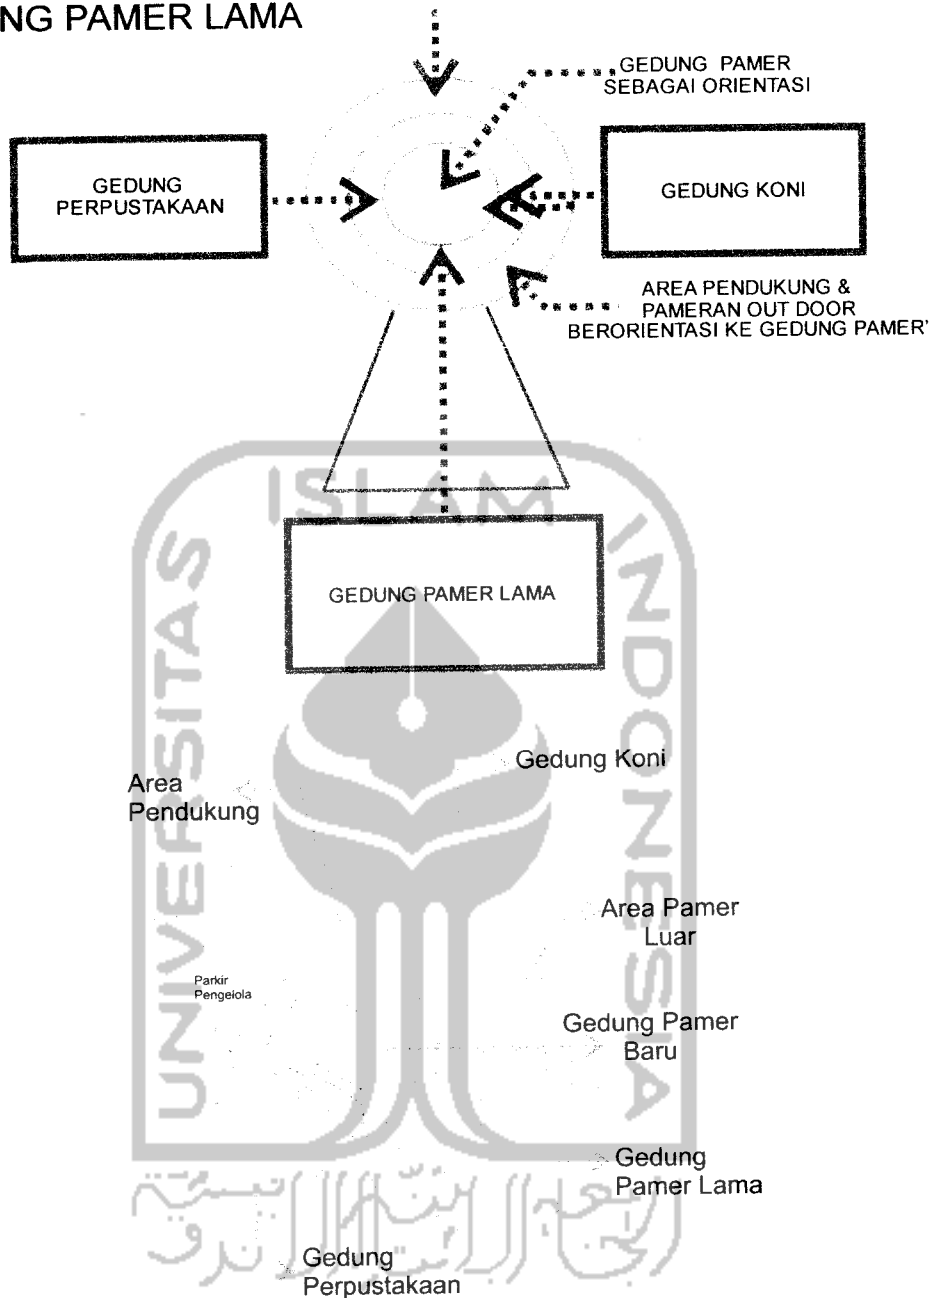 NG PAMER LAMA
GEDUNG PAMER
SEBAGAI ORIENTASI
GEDUNG
PERPUSTAKAAN
GEDUNG KONI
AREA PENDUKUNG &
PAMERAN OUT DOOR
BERORIENTASI KE GEDUNG PAMER'
GEDUNG PAMER LAMA
UNIVERSITAS
ISLAM
INDONESIA
Gedung Koni
Area
Pendukung
Area Pamer
Luar
Parkir
Pengelola
Gedung Pamer
Baru
Gedung
Pamer Lama
Gedung
Perpustakaan